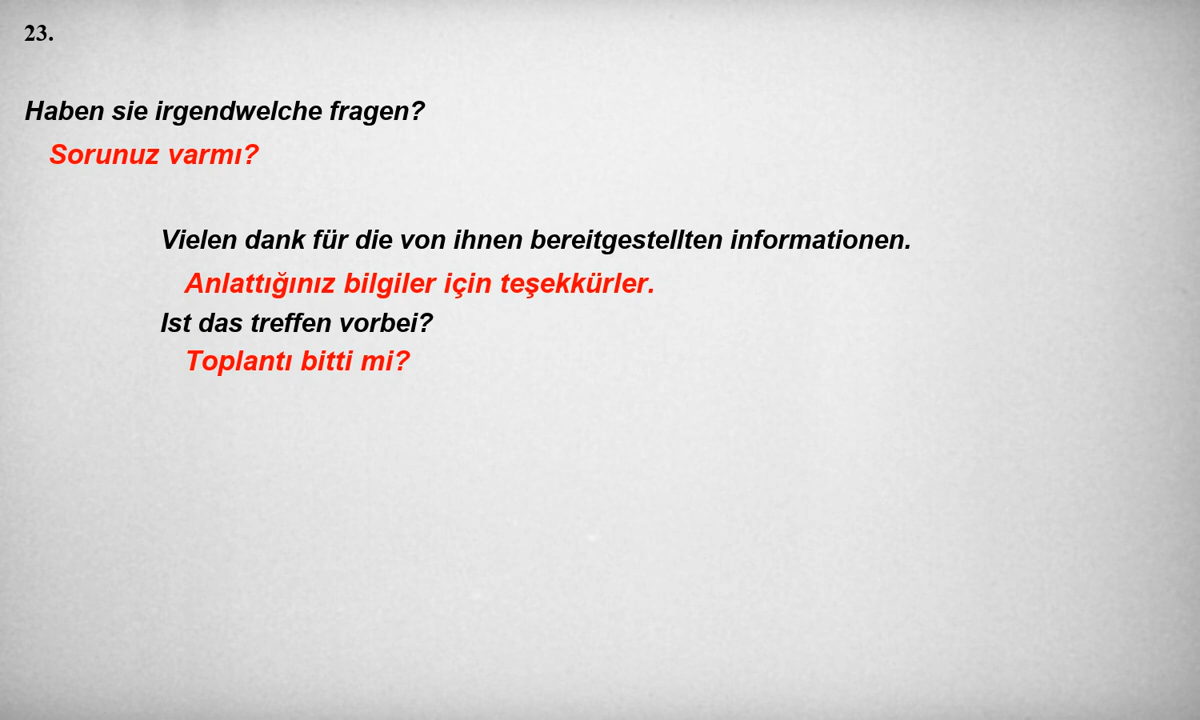 23.
Haben sie irgendwelche fragen?
Sorunuz varmı?
Vielen dank für die von ihnen bereitgestellten informationen.
Anlattığınız bilgiler için teşekkürler.
Ist das treffen vorbei?
Toplantı bitti mi?